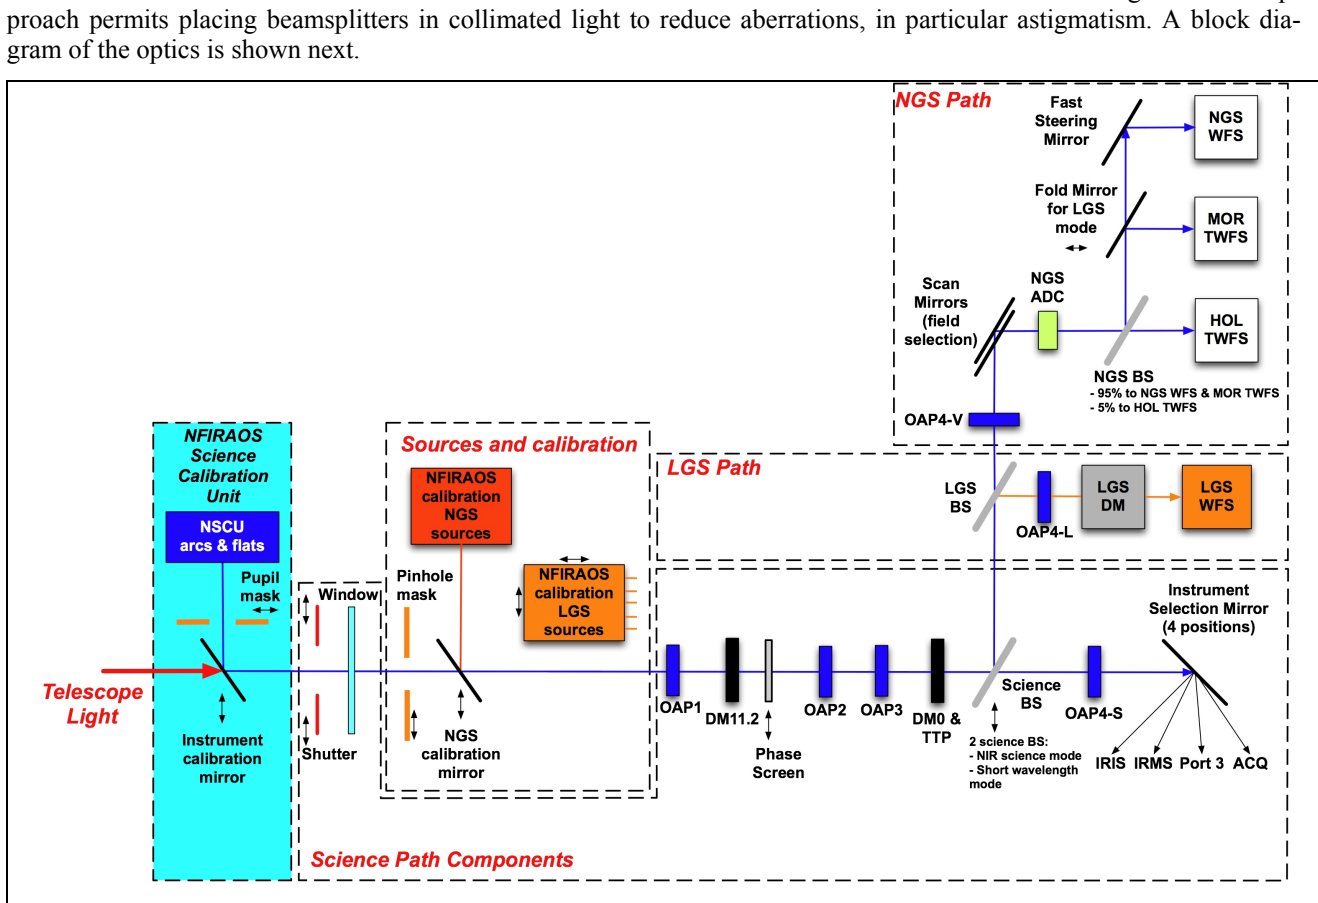 proach permits placing beamsplitters in collimated light to reduce aberrations, in particular astigmatism. A block dia-
gram of the optics is shown next.
NGS Path
Fast
Steering
Mirror
NGS
WFS
Fold Mirror
for LGS
mode
MOR
TWFS
Scan
Mirrors
(field
selection)
NGS
ADC
HOL
TWFS
NGS BS
- 95% to NGS WFS & MOR TWFS
- 5% to HOL TWFS
OAP4-V
LGS Path
LGS
BS
OAP4-L
LGS
DM
LGS
WFS
NFIRAOS
Science
Calibration
Unit
NSCU
arcs & flats
Pupil
mask
Telescope
Light
Instrument
calibration
mirror
Sources and calibration
NFIRAOS
calibration
NGS
sources
NFIRAOS
calibration
LGS
sources
Window
Pinhole
mask
Shutter
NGS
calibration
mirror
OAP1
DM11.2
Phase
Screen
OAP2
OAP3
DM0 &
TTP
Science
BS
2 science BS:
- NIR science mode
- Short wavelength
mode
OAP4-S
Instrument
Selection Mirror
(4 positions)
IRIS
IRMS
Port 3
ACQ
Science Path Components